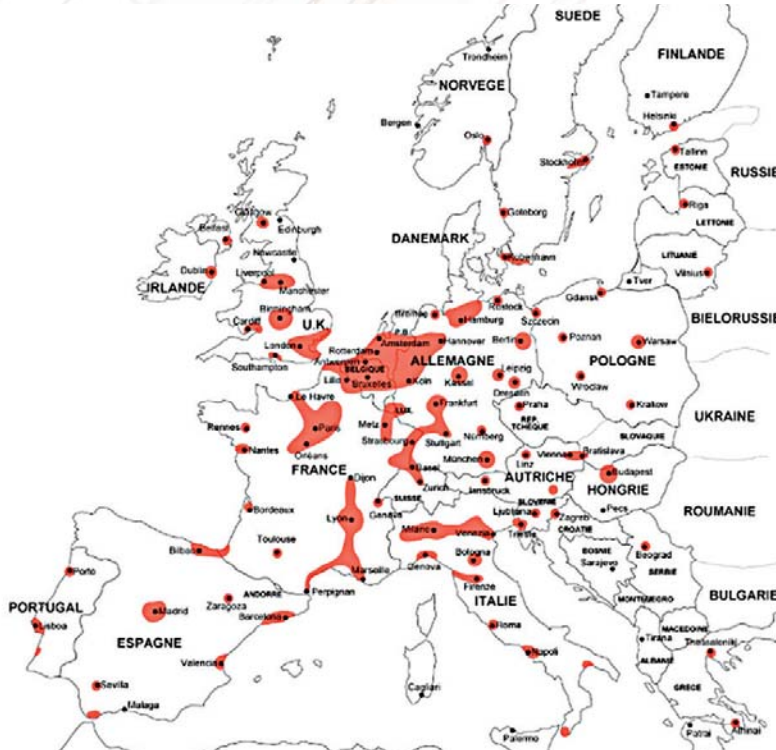 SUEDE
FINLANDE
Trondheim
NORVEGE
Tampere
Helsinki
Bergen
Oslo
Tallinn
Stockholm
ESTONIE
RUSSIE
Riga
Goteborg
LETTONIE
Glasgow
Edinburgh
Belfast
DANEMARK
Kobenhavn
LITUANIE
Vilnius
Newcastle
Dublin
Liverpool
Manchester
IRLANDE
Tver
Gdansk
Rostock
Szczecin
Hamburg
BIELORUSSIE
Birmingham
Cardiff
U.K.
P.B.
London
Amsterdam
Hannover
Berlin
Poznan
Warsaw
Rotterdam
Southampton
Antwerpen
ALLEMAGNE
POLOGNE
BELGIQUE
Lille
Bruxelles
Koln
Kassel
Leipzig
Dresden
Wroclaw
Le Havre
LUX.
Frankfurt
Praha
Krakow
UKRAINE
REP.
TCHEQUE
Rennes
Paris
Metz
Nürnberg
SLOVAQUIE
Strasbourg
Stuttgart
Nantes
Orléans
München
Linz
Vienne
Bratislava
FRANCE
Dijon
Basel
Zurich
Innsbruck
AUTRICHE
Budapest
HONGRIE
SUISSE
Geneva
SLOVENIE
Ljubljana
Zagreb
Pecs
ROUMANIE
Bordeaux
Lyon
Milano
Venezia
Trieste
CROATIE
Toulouse
Bilbao
Genova
Bologna
BOSNIE
Sarajevo
Beograd
SERBIE
Porto
Marseille
Firenze
Perpignan
ANDORRE
Zaragoza
MONTENEGRO
BULGARIE
PORTUGAL
Madrid
Barcelona
ITALIE
Lisboa
Roma
MACEDOINE
Tirana
Thessaloniki
ESPAGNE
Napoli
ALBANIE
Valencia
Cagliari
GRECE
Sevilla
Malaga
Palermo
Patrai
Athinai